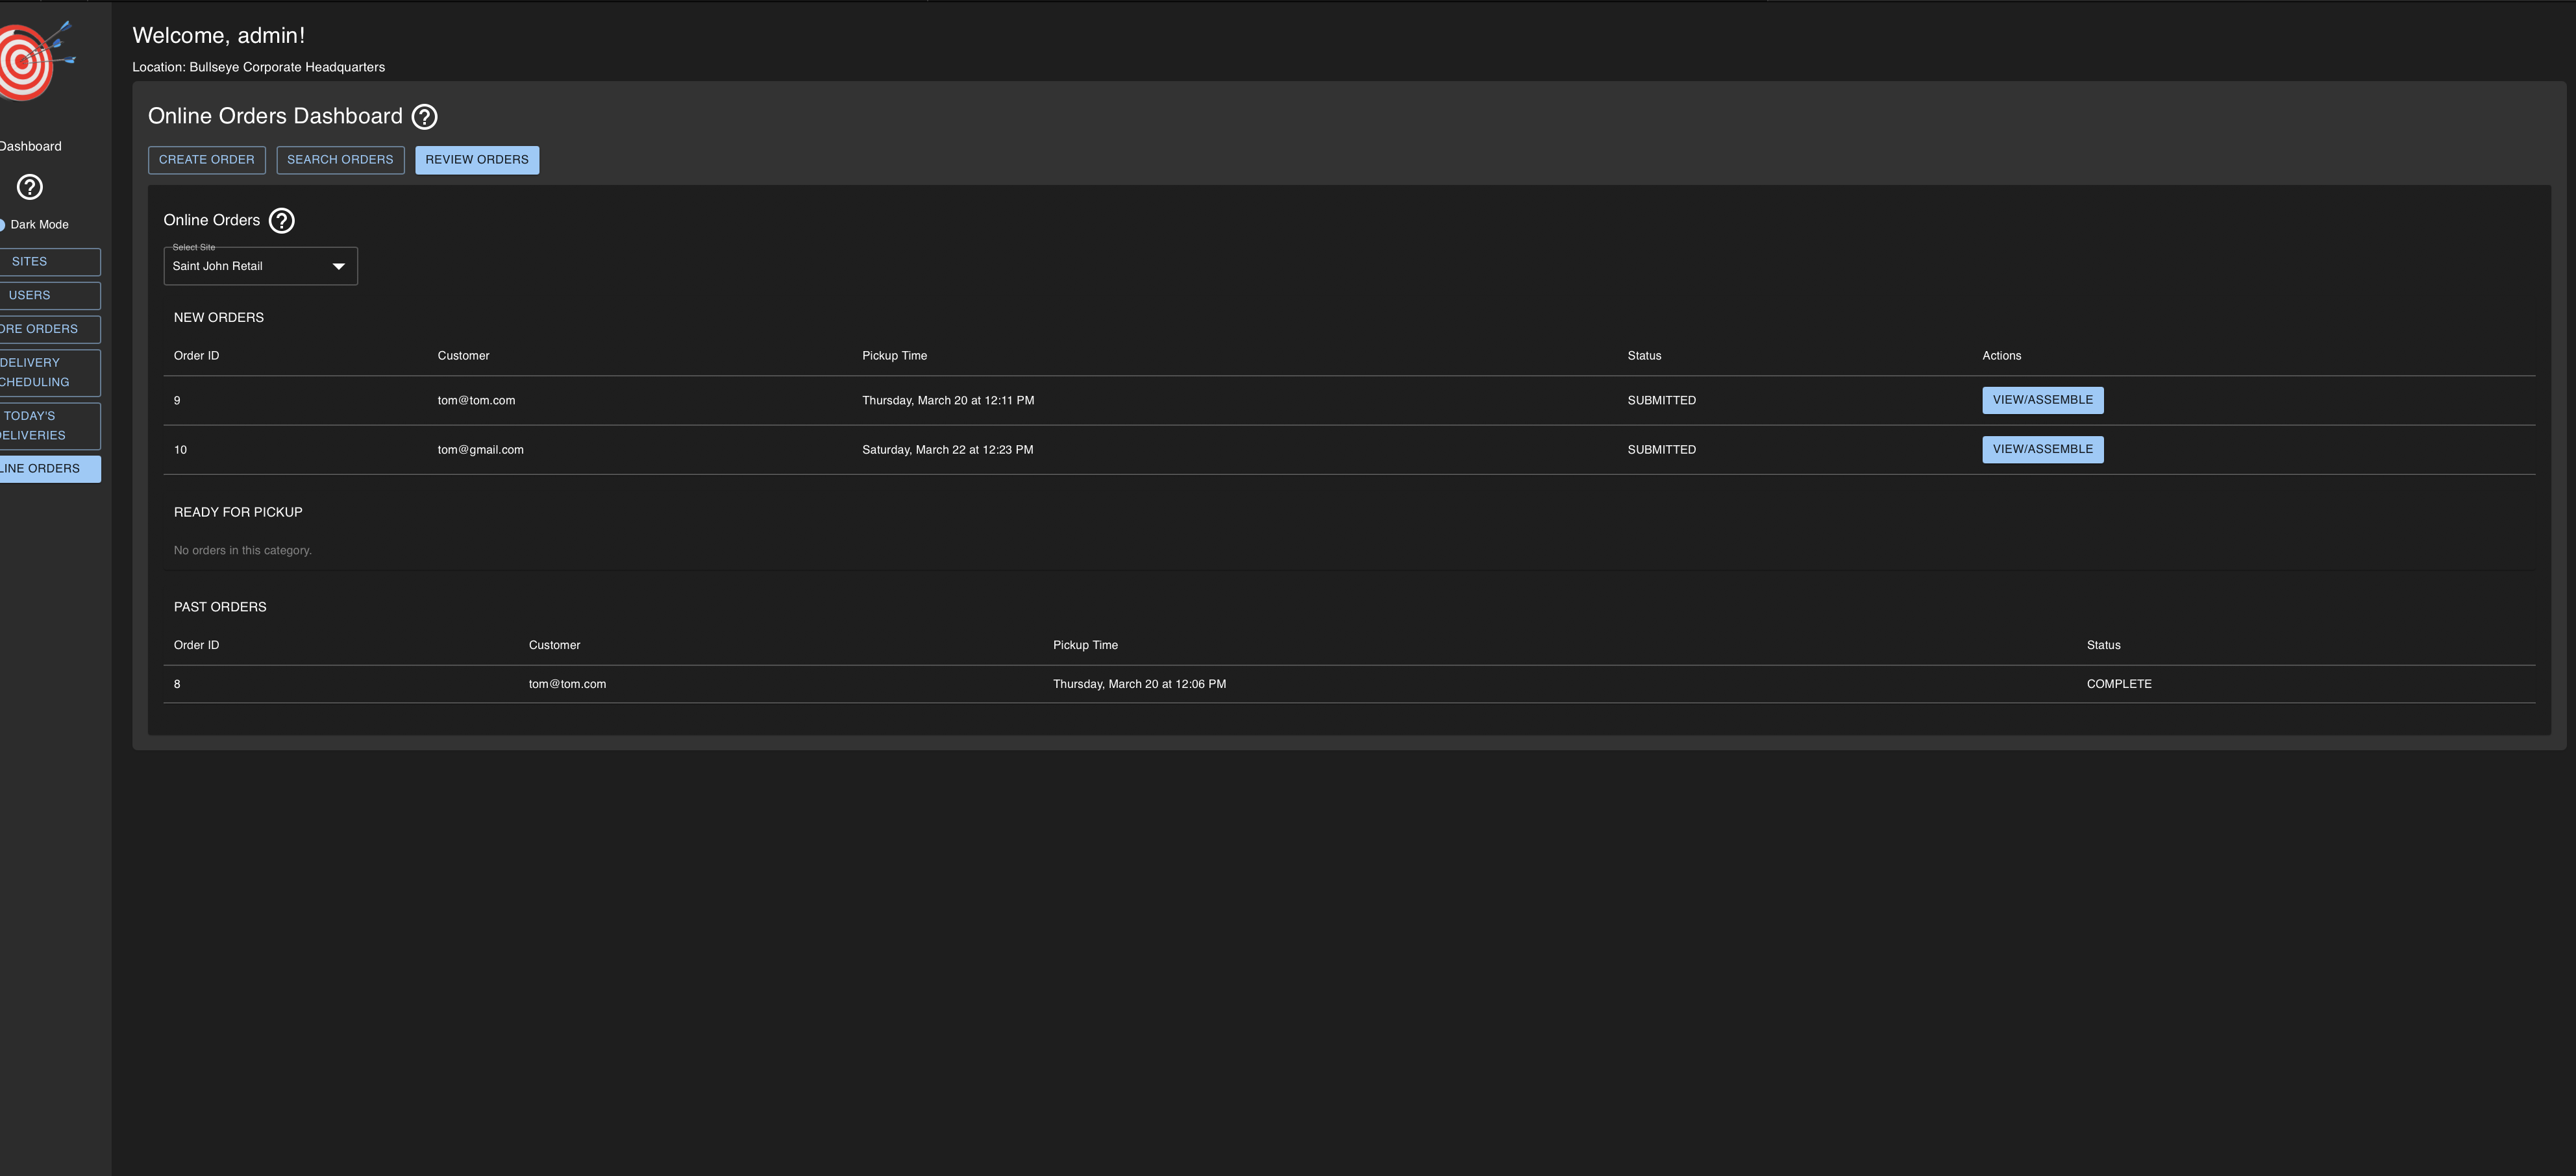 Welcome, admin!
Location: Bullseye Corporate Headquarters
Dashboard
Dark Mode
SITES
USERS
ORE ORDERS
DELIVERY
CHEDULING
TODAY'S
DELIVERIES
LINE ORDERS
Online Orders Dashboard ?
CREATE ORDER SEARCH ORDERS REVIEW ORDERS
Online Orders ?
Select Site
Saint John Retail
NEW ORDERS
Order ID Customer Pickup Time Status Actions
9 tom@tom.com Thursday, March 20 at 12:11 PM SUBMITTED VIEW/ASSEMBLE
10 tom@gmail.com Saturday, March 22 at 12:23 PM SUBMITTED VIEW/ASSEMBLE
READY FOR PICKUP
No orders in this category.
PAST ORDERS
Order ID Customer Pickup Time Status
8 tom@tom.com Thursday, March 20 at 12:06 PM COMPLETE